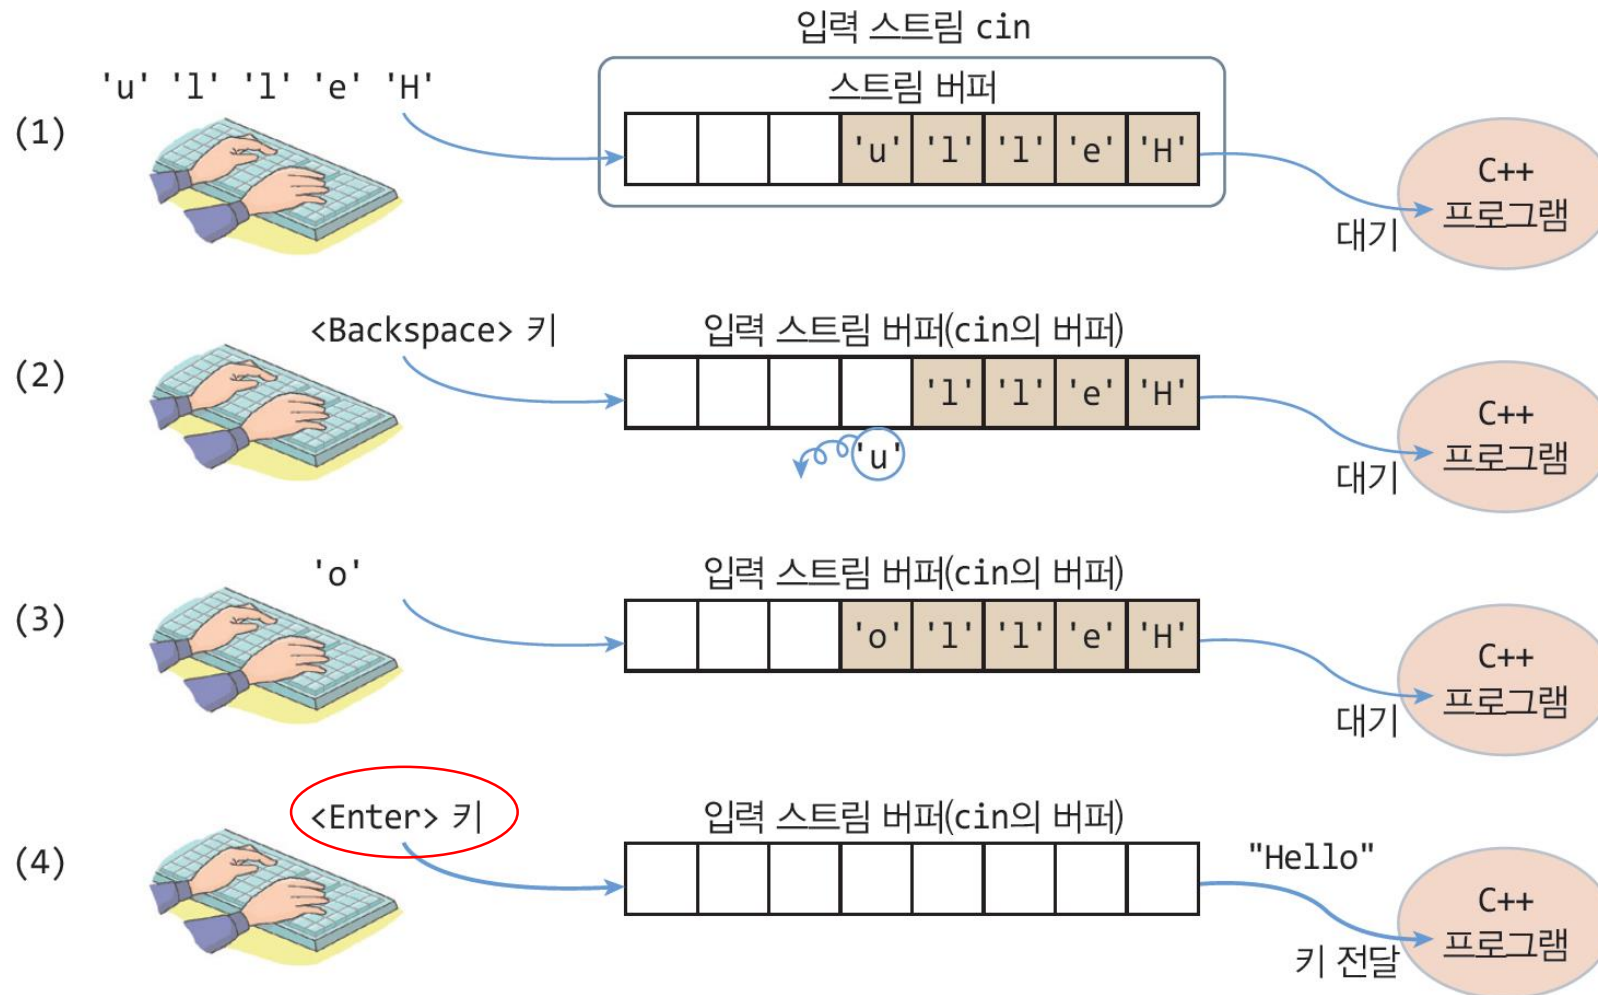 입력 스트림 cin
'u' 'l' 'l' 'e' 'H'
스트림 버퍼
(1)
'u' 'l' 'l' 'e' 'H'
C++
프로그램
대기
<Backspace> 키
입력 스트림 버퍼(cin의 버퍼)
(2)
'l' 'l' 'e' 'H'
C++
프로그램
'u'
대기
'o'
입력 스트림 버퍼(cin의 버퍼)
(3)
'o' 'l' 'l' 'e' 'H'
C++
프로그램
대기
<Enter> 키
입력 스트림 버퍼(cin의 버퍼)
(4)
"Hello"
C++
프로그램
키 전달